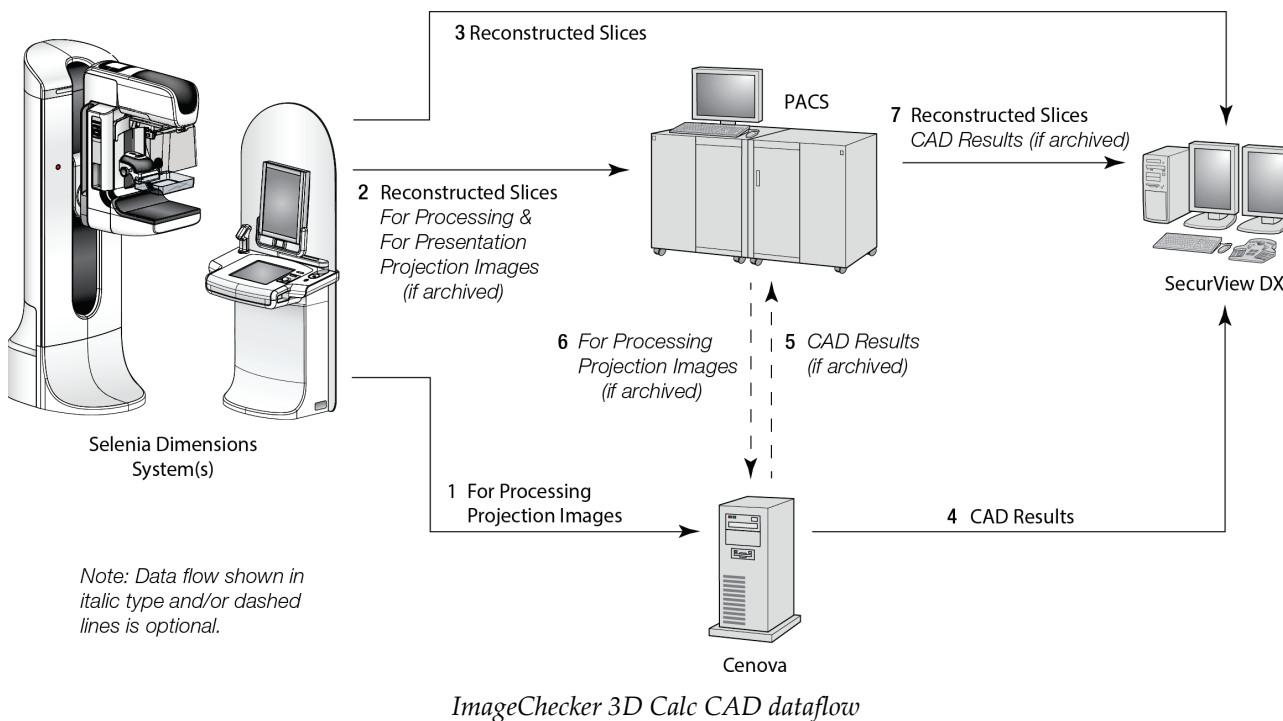 3 Reconstructed Slices
PACS
7 Reconstructed Slices
CAD Results (if archived)
2 Reconstructed Slices
For Processing &
For Presentation
Projection Images
(if archived)
SecurView DX
6 For Processing
Projection Images
(if archived)
5 CAD Results
(if archived)
Selenia Dimensions
System(s)
1 For Processing
Projection Images
4 CAD Results
Note: Data flow shown in
italic type and/or dashed
lines is optional.
Cenova
ImageChecker 3D Calc CAD dataflow